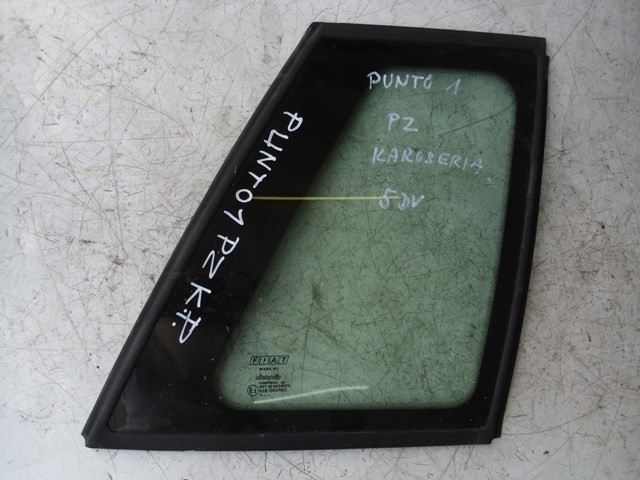 PUNTO 1
PZ
KAROSERIA
5DV
PUNTO1 PZ K.P.
FIAT